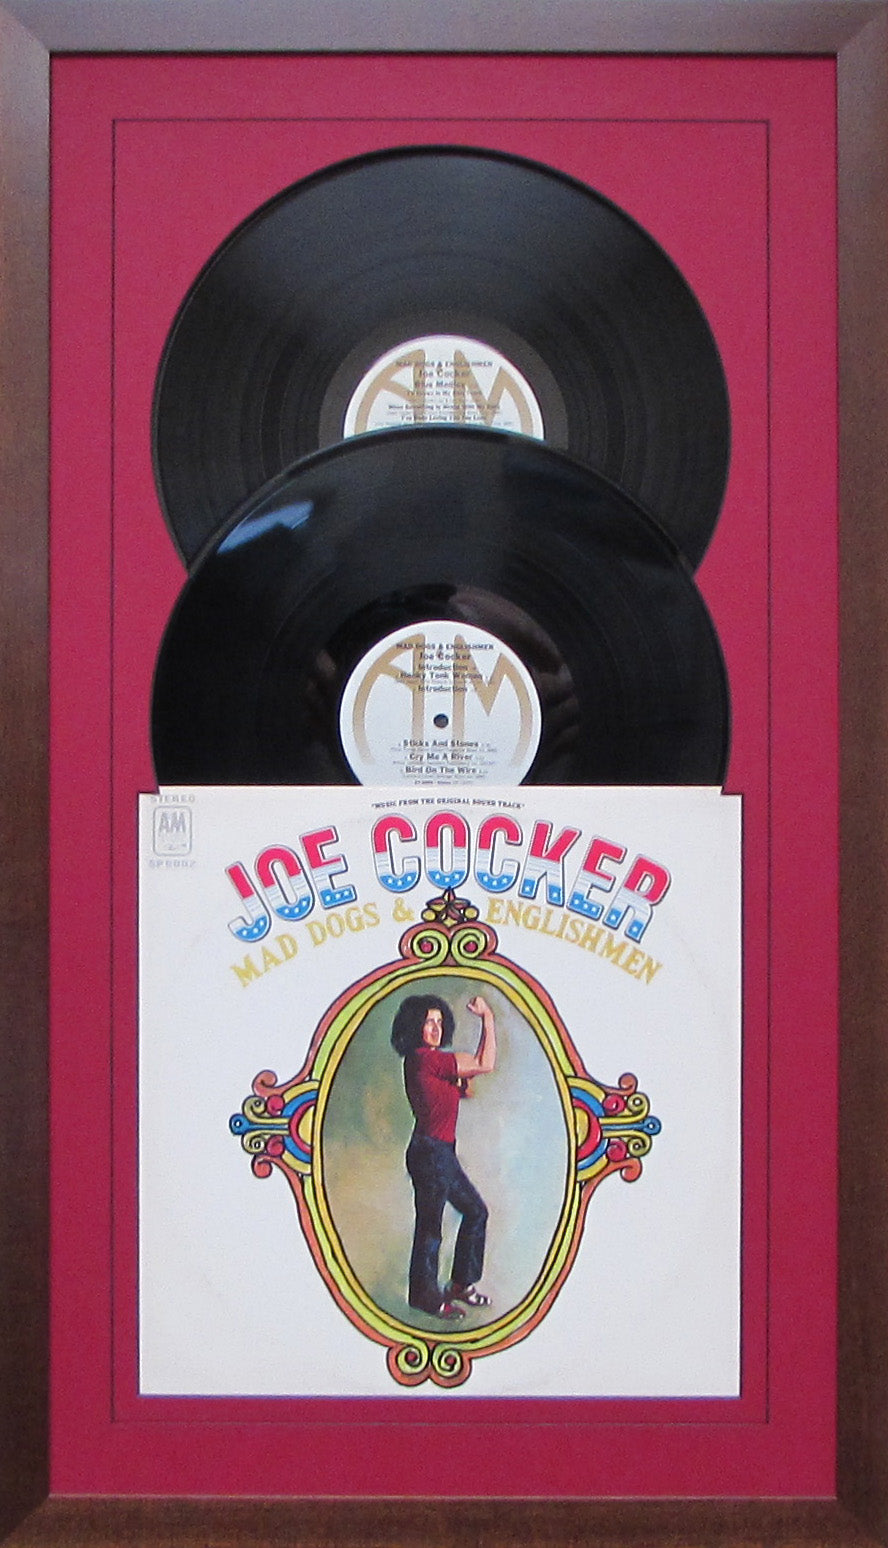 MAD DOGS & ENGLISHMEN
Joe Cocker
Blue Medley
MAD DOGS & ENGLISHMEN
Joe Cocker
Introduction
Honky Tonk Women
Introduction
A&M
Sticks And Stones
Cry Me A River
Bird On The Wire
STEREO
"MUSIC FROM THE ORIGINAL SOUND TRACK"
AM
SP6002
JOE COCKER
MAD DOGS & ENGLISHMEN